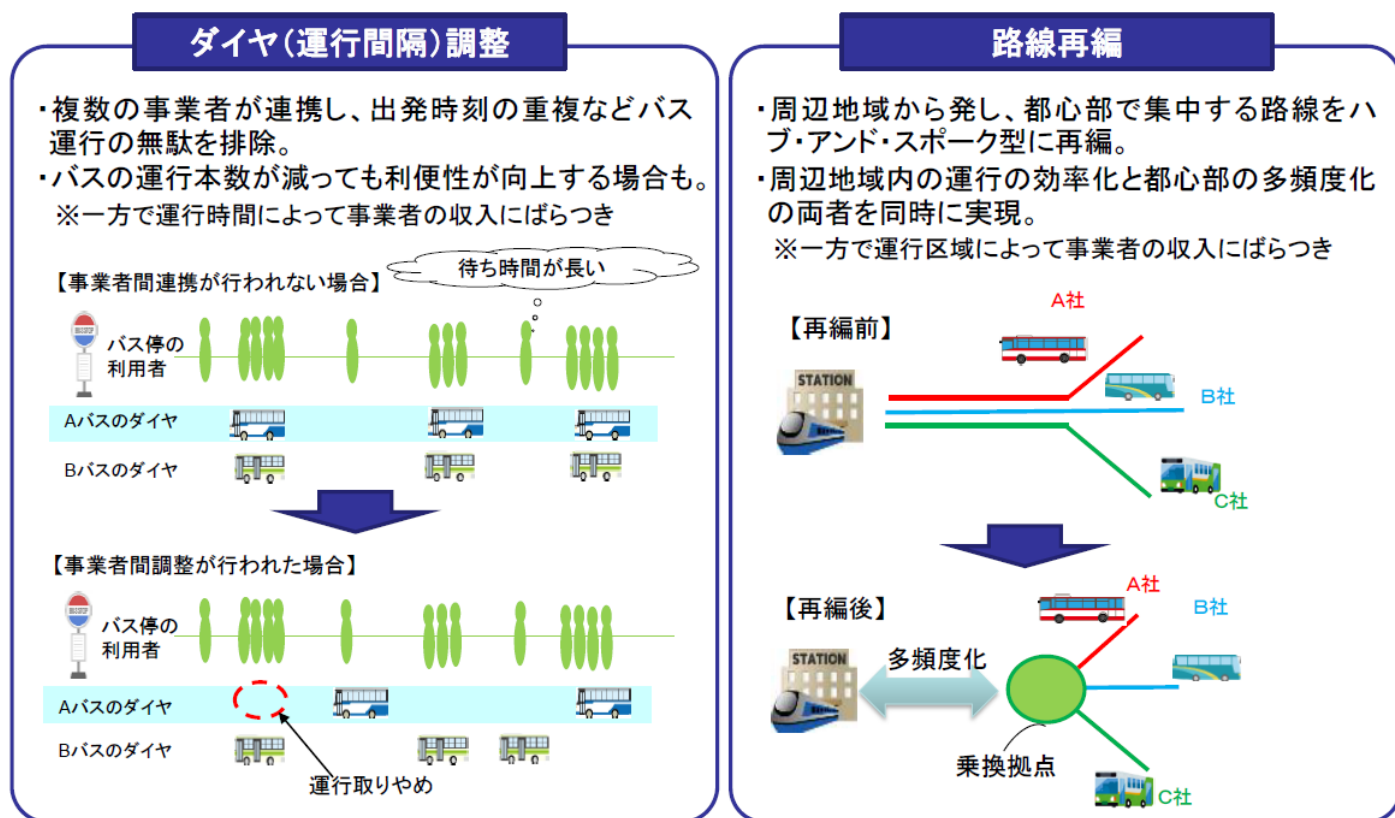 ダイヤ(運行間隔)調整
・複数の事業者が連携し、出発時刻の重複などバス
運行の無駄を排除。
・バスの運行本数が減っても利便性が向上する場合も。
※一方で運行時間によって事業者の収入にばらつき
【事業者間連携が行われない場合】
待ち時間が長い
バス停の
利用者
Aバスのダイヤ
Bバスのダイヤ
【事業者間調整が行われた場合】
バス停の
利用者
Aバスのダイヤ
Bバスのダイヤ
運行取りやめ
路線再編
・周辺地域から発し、都心部で集中する路線をハ
ブ・アンド・スポーク型に再編。
・周辺地域内の運行の効率化と都心部の多頻度化
の両者を同時に実現。
※一方で運行区域によって事業者の収入にばらつき
【再編前】
A社
STATION
B社
C社
【再編後】
A社
B社
STATION
多頻度化
乗換拠点
C社